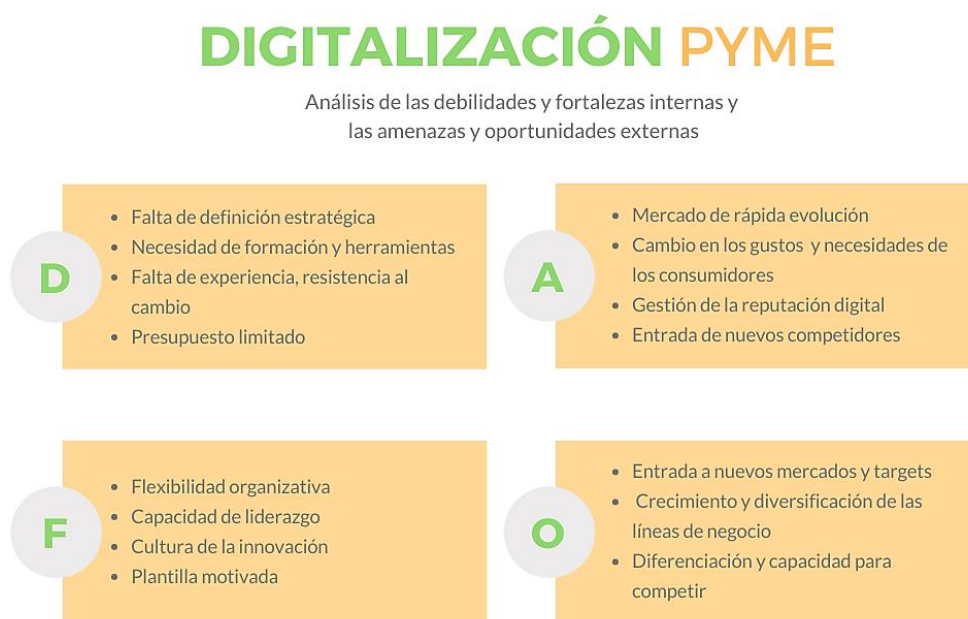 DIGITALIZACIÓN PYME
Análisis de las debilidades y fortalezas internas y
las amenazas y oportunidades externas
D
• Falta de definición estratégica
• Necesidad de formación y herramientas
• Falta de experiencia, resistencia al
cambio
• Presupuesto limitado
A
• Mercado de rápida evolución
• Cambio en los gustos y necesidades de
los consumidores
• Gestión de la reputación digital
• Entrada de nuevos competidores
F
• Flexibilidad organizativa
• Capacidad de liderazgo
• Cultura de la innovación
• Plantilla motivada
O
• Entrada a nuevos mercados y targets
• Crecimiento y diversificación de las
líneas de negocio
• Diferenciación y capacidad para
competir